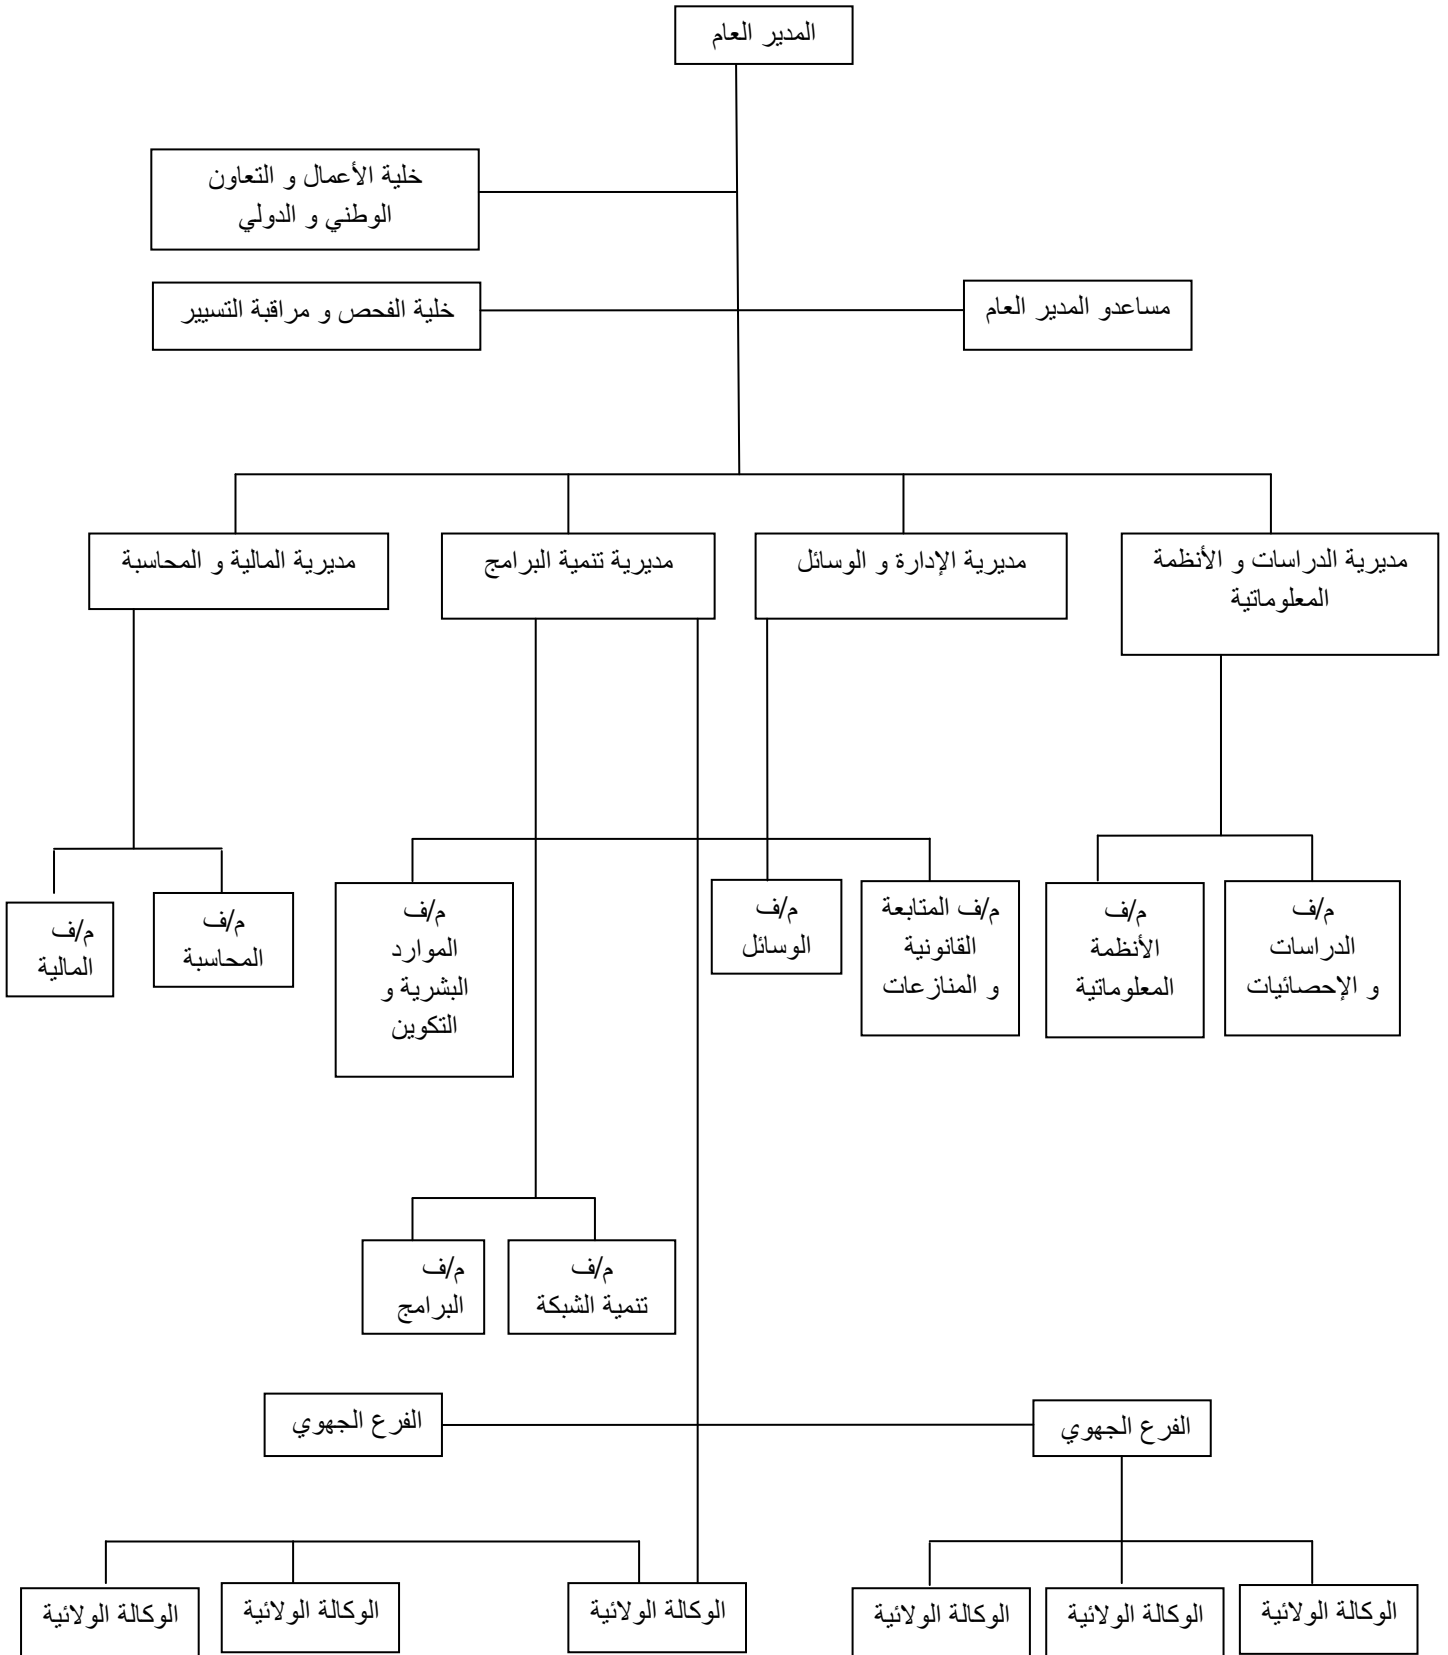 المدير العام
خلية الأعمال و التعاون
الوطني و الدولي
مساعدو المدير العام
خلية الفحص و مراقبة التسيير
مديرية الدراسات و الأنظمة
المعلوماتية
مديرية الإدارة و الوسائل
مديرية تنمية البرامج
مديرية المالية و المحاسبة
م/ف
الدراسات
و الإحصائيات
م/ف
الأنظمة
المعلوماتية
م/ف المتابعة
القانونية
و المنازعات
م/ف
الوسائل
م/ف
الموارد
البشرية و
التكوين
م/ف
المحاسبة
م/ف
المالية
م/ف
تنمية الشبكة
م/ف
البرامج
الفرع الجهوي
الفرع الجهوي
الوكالة الولائية
الوكالة الولائية
الوكالة الولائية
الوكالة الولائية
الوكالة الولائية
الوكالة الولائية